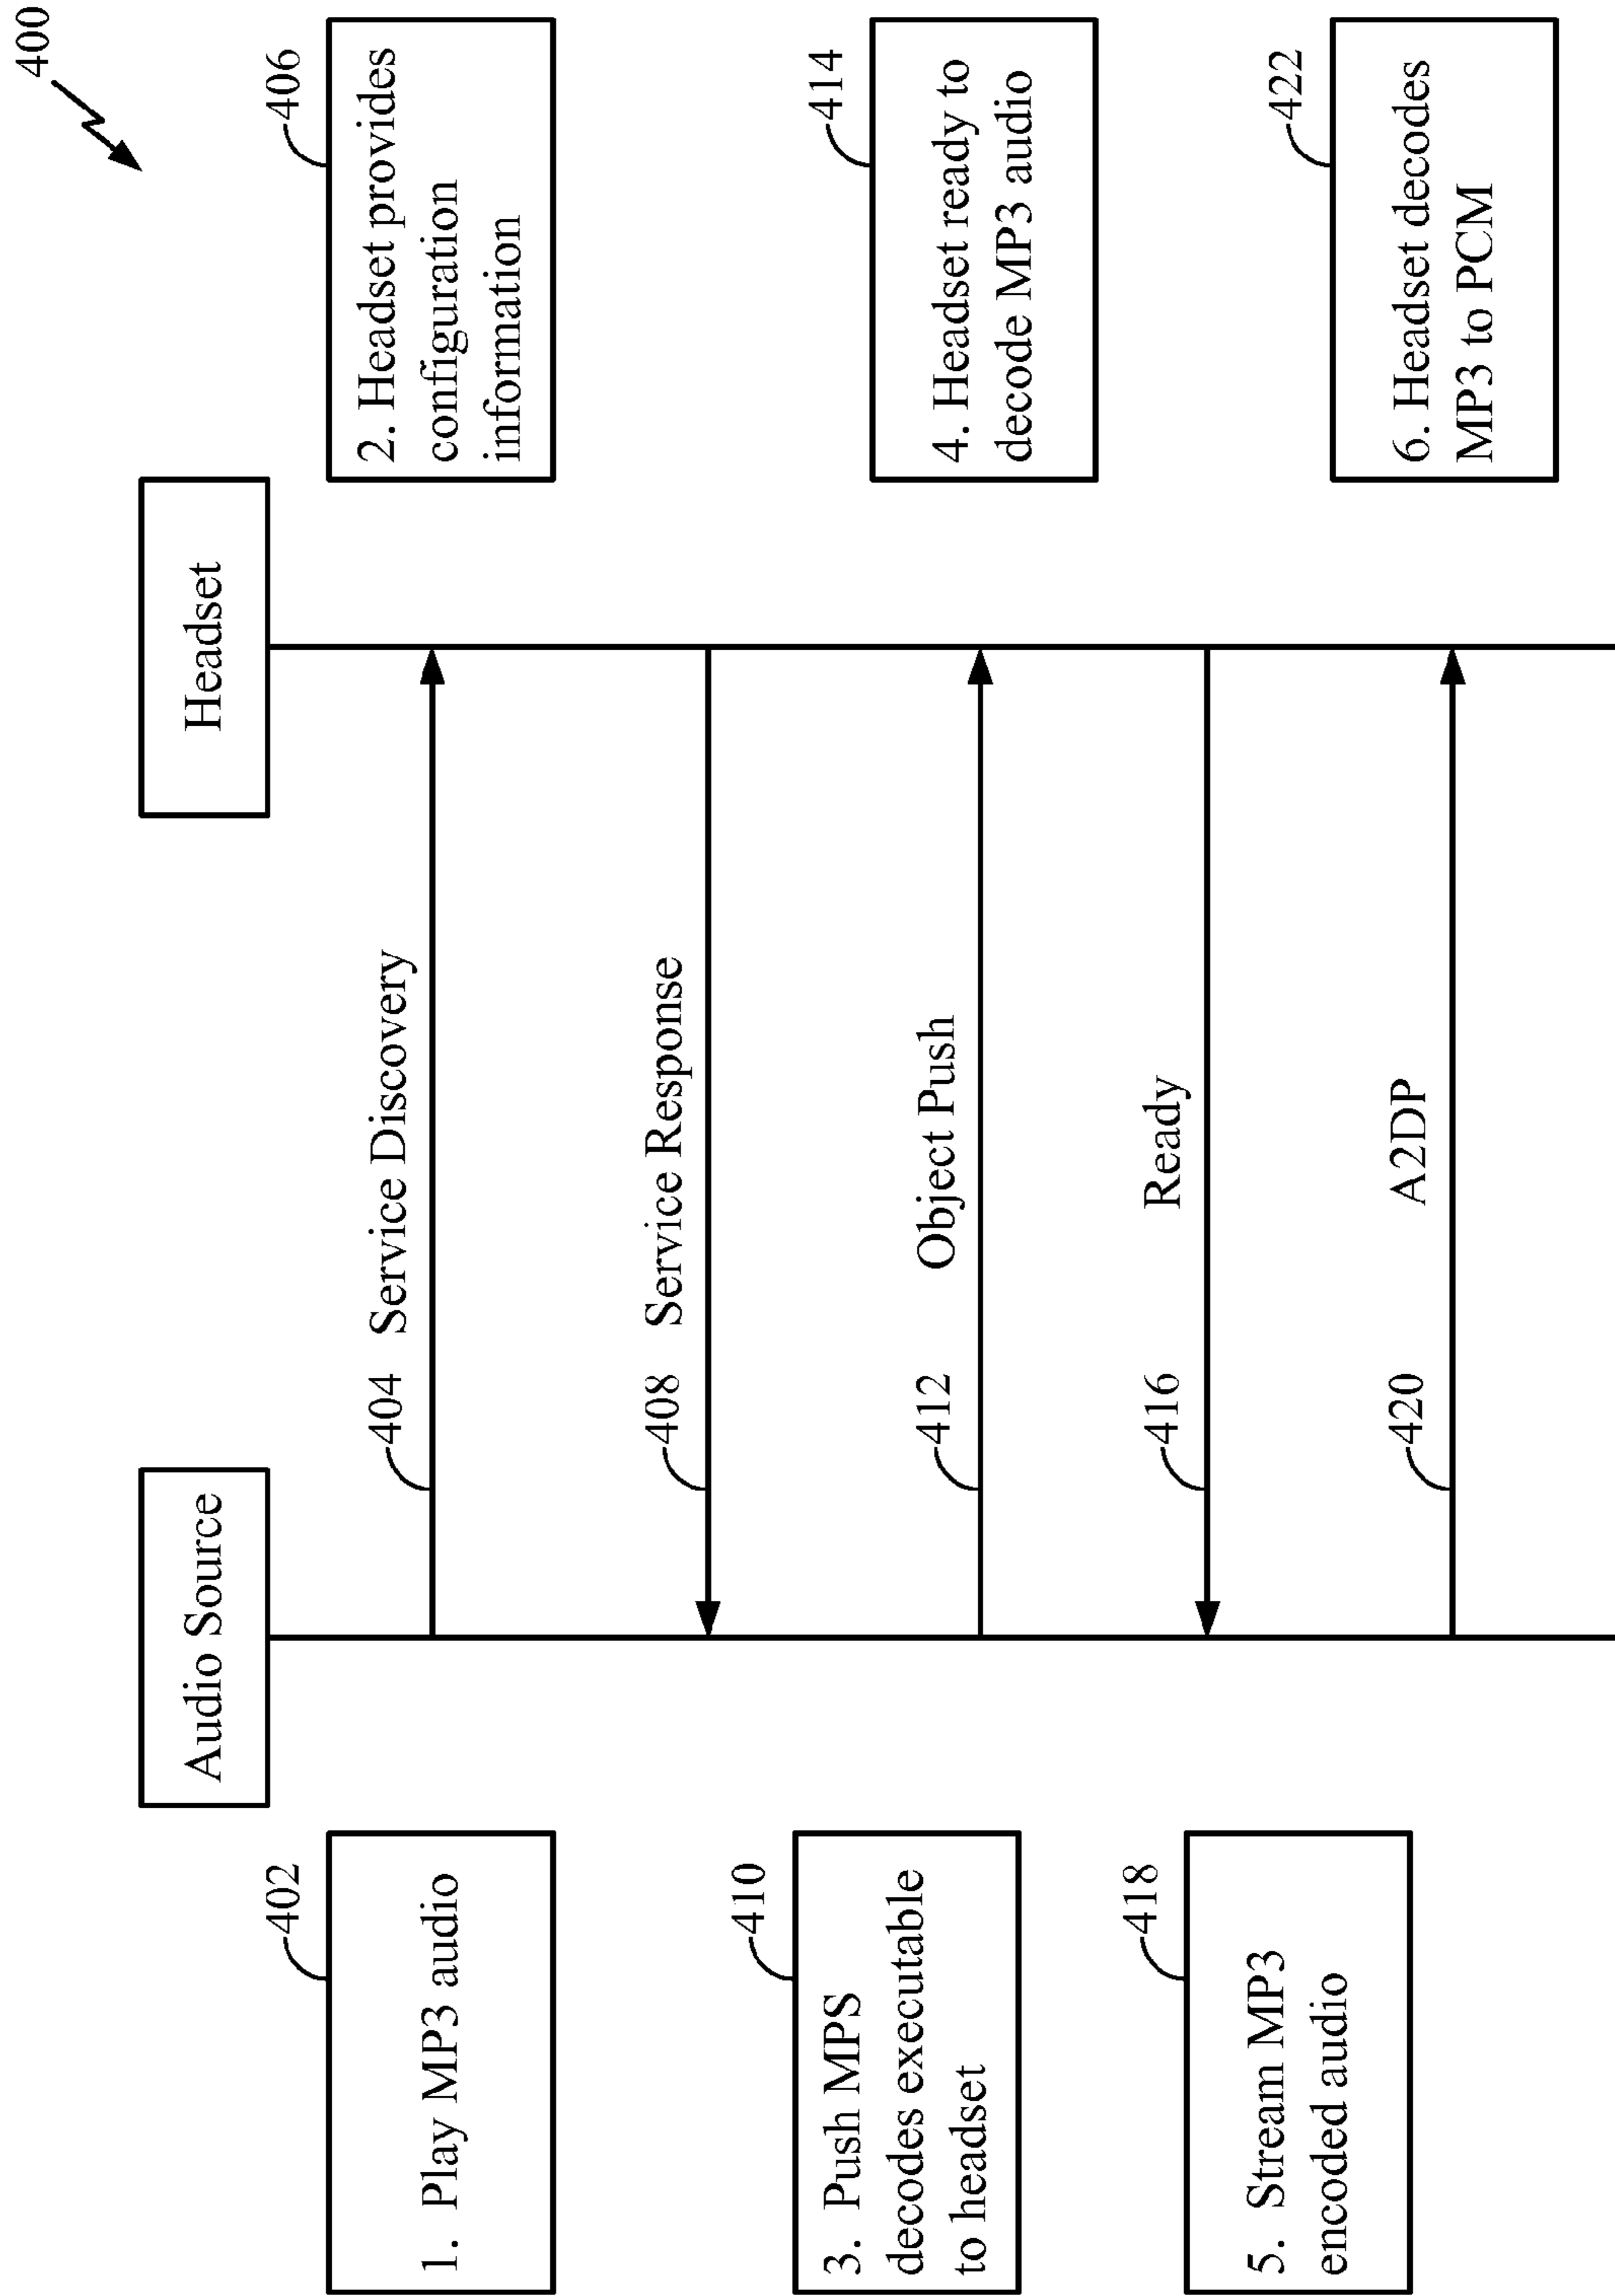 400
Audio Source
Headset
402
1. Play MP3 audio
404
Service Discovery
406
2. Headset provides
configuration
information
408
Service Response
410
3. Push MPS
decodes executable
to headset
412
Object Push
414
4. Headset ready to
decode MP3 audio
416
Ready
418
5. Stream MP3
encoded audio
420
A2DP
422
6. Headset decodes
MP3 to PCM